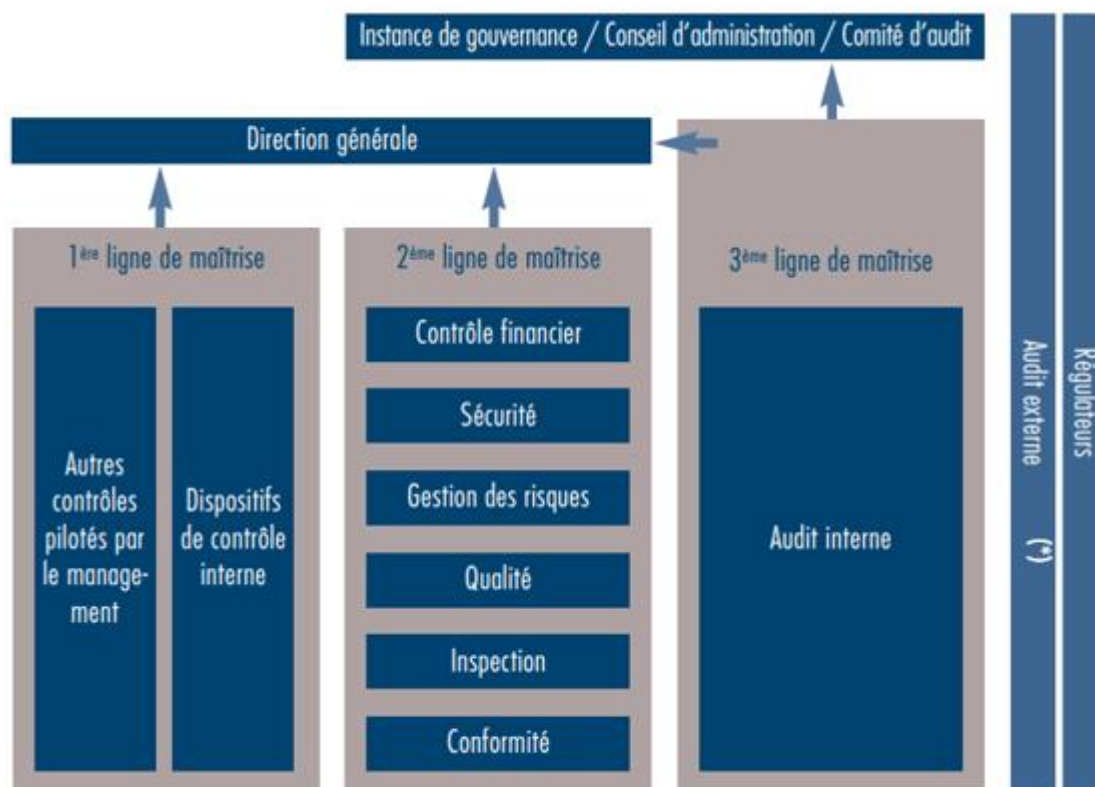 Instance de gouvernance / Conseil d'administration / Comité d'audit
Direction générale
1ère ligne de maîtrise
Autres
contrôles
pilotés par
le manage-
ment
Dispositifs
de contrôle
interne
2ème ligne de maîtrise
Contrôle financier
Sécurité
Gestion des risques
Qualité
Inspection
Conformité
3ème ligne de maîtrise
Audit interne
Audit externe (*)
Régulateurs